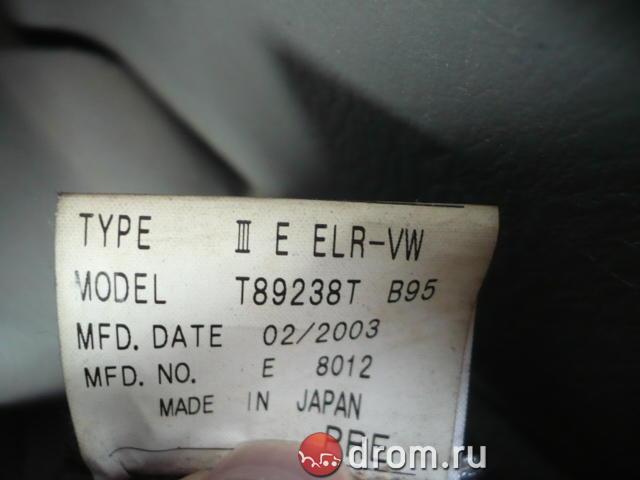 TYPE III E ELR-VW
MODEL T89238T B95
MFD. DATE 02/2003
MFD. NO. E 8012
MADE IN JAPAN
drom.ru